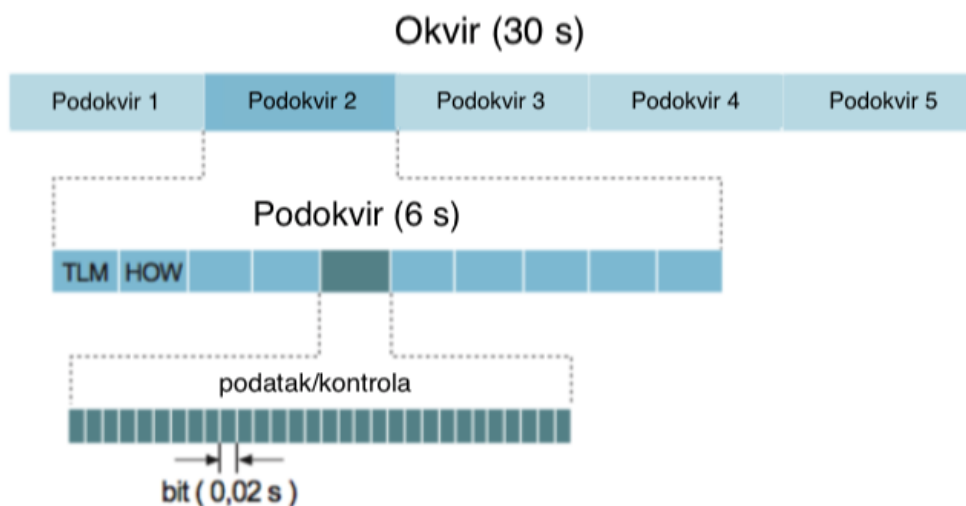 Okvir (30 s)
Podokvir 1 Podokvir 2 Podokvir 3 Podokvir 4 Podokvir 5
Podokvir (6 s)
TLM HOW
podatak/kontrola
bit ( 0,02 s )